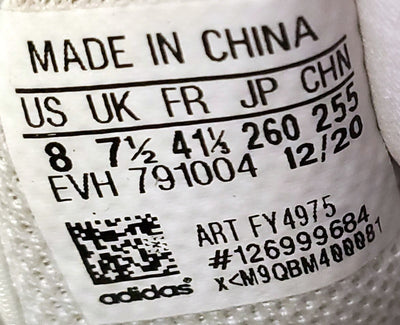 MADE IN CHINA
US UK FR JP CHN
8 7½ 41⅓ 260 255
EVH 791004 12/20
ART FY4975
#126999684
X<M9QBM400081
adidas